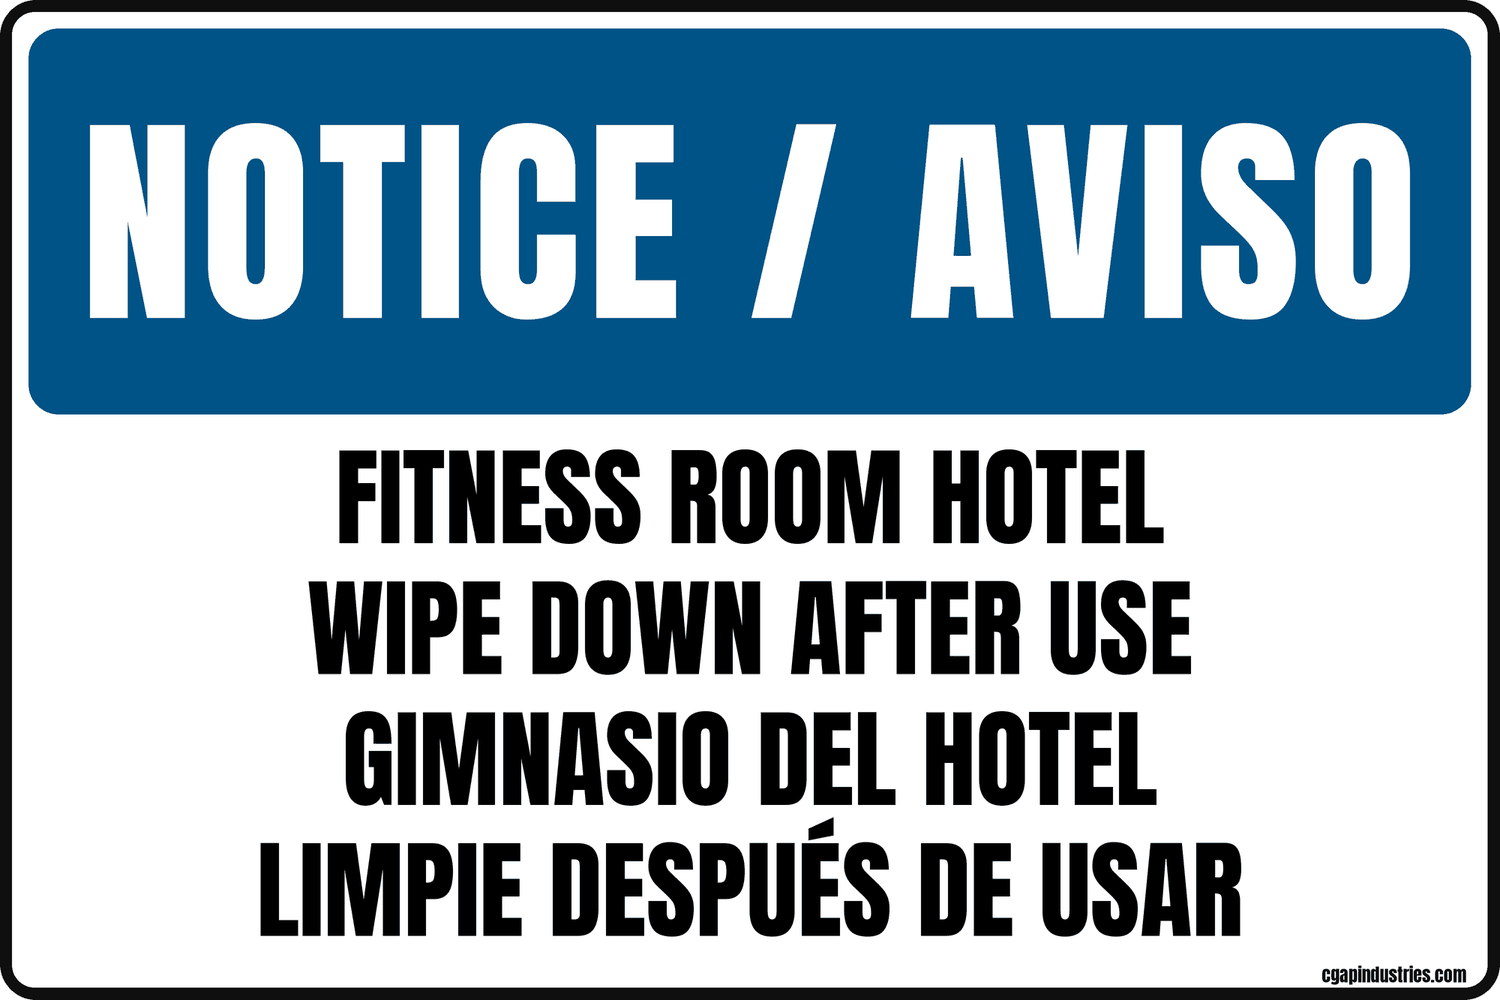 NOTICE / AVISO
FITNESS ROOM HOTEL
WIPE DOWN AFTER USE
GIMNASIO DEL HOTEL
LIMPIE DESPUÉS DE USAR
cgapindustries.com